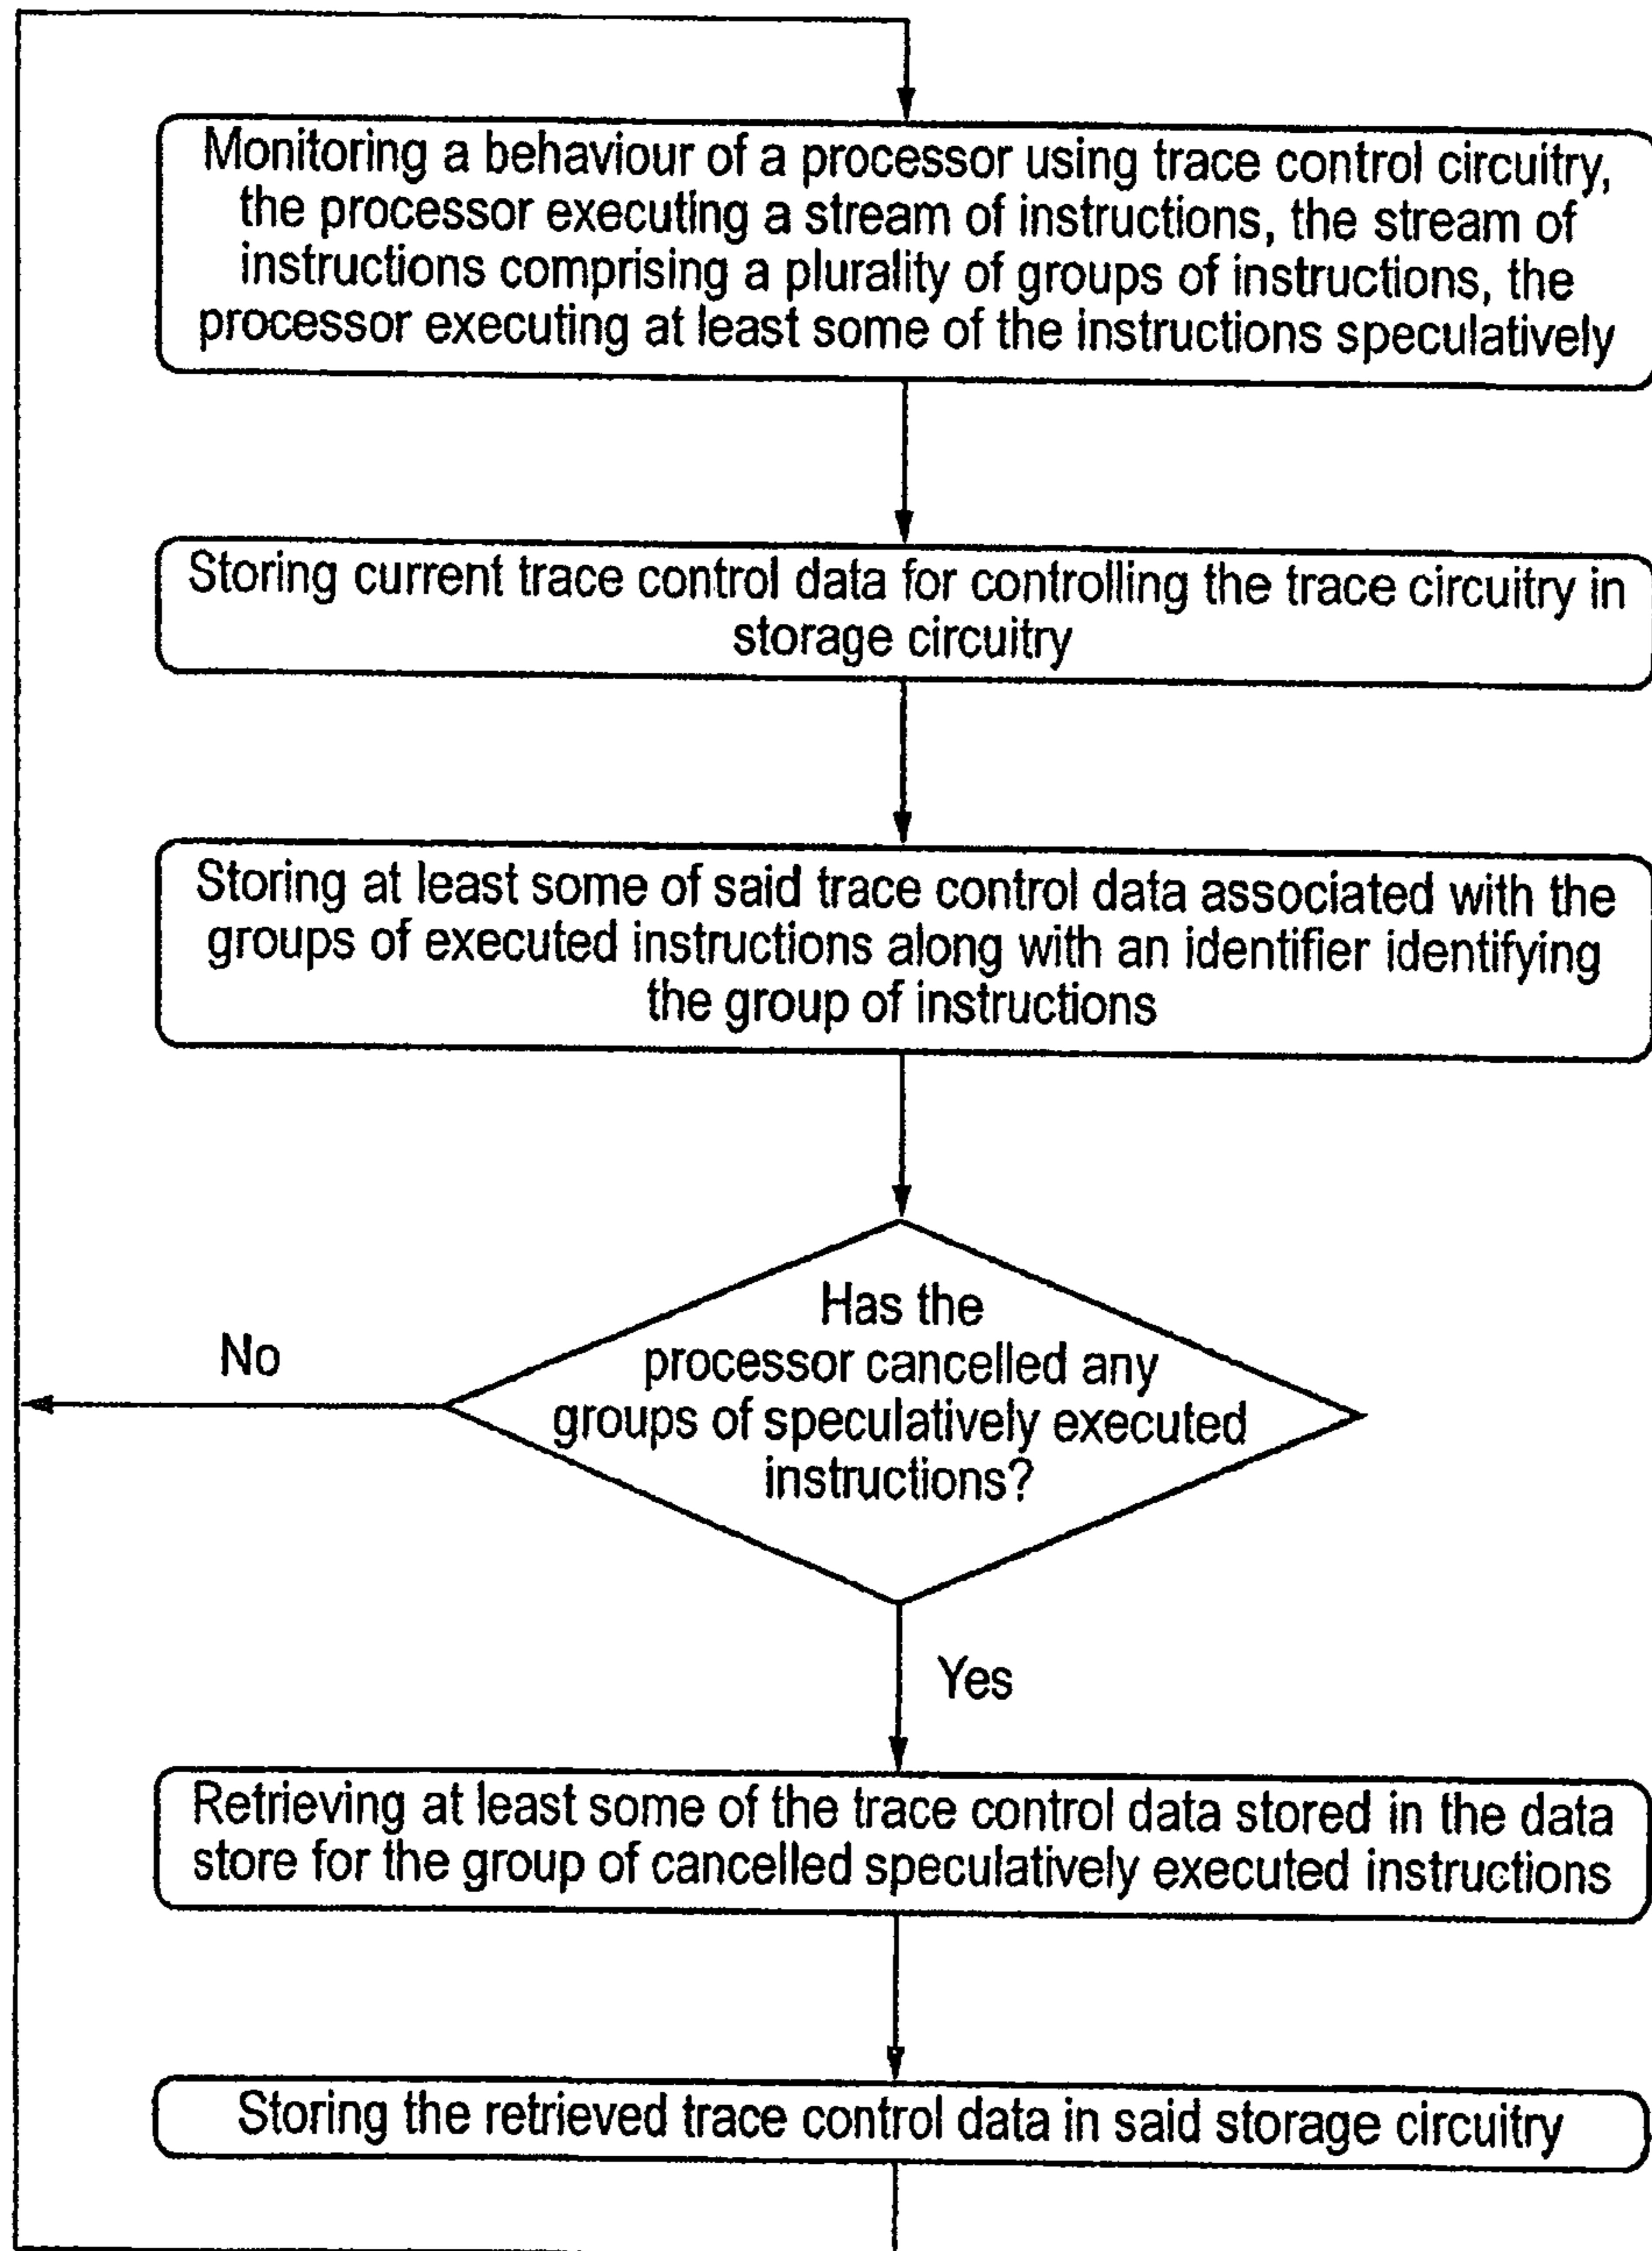 Monitoring a behaviour of a processor using trace control circuitry,
the processor executing a stream of instructions, the stream of
instructions comprising a plurality of groups of instructions, the
processor executing at least some of the instructions speculatively
Storing current trace control data for controlling the trace circuitry in
storage circuitry
Storing at least some of said trace control data associated with the
groups of executed instructions along with an identifier identifying
the group of instructions
Has the
processor cancelled any
groups of speculatively executed
instructions?
No
Yes
Retrieving at least some of the trace control data stored in the data
store for the group of cancelled speculatively executed instructions
Storing the retrieved trace control data in said storage circuitry